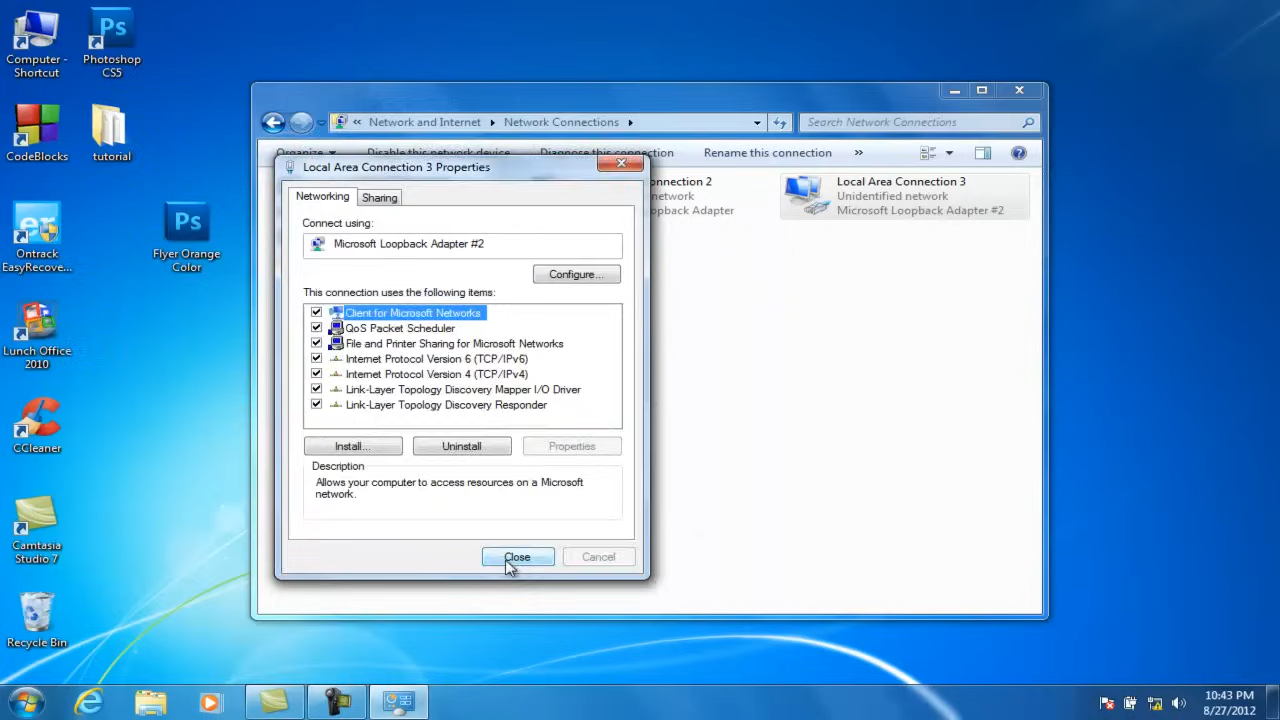 Computer -
Shortcut
Ps
Photoshop
CS5
CodeBlocks
tutorial
er
Ontrack
EasyRecove...
Ps
Flyer Orange
Color
Lunch Office
2010
CCleaner
Camtasia
Studio 7
Recycle Bin
« Network and Internet Network Connections
Search Network Connections
Organize Disable this network device Diagnose this connection Rename this connection »
Local Area Connection 3 Properties
Networking
Sharing
Connect using:
Microsoft Loopback Adapter #2
Configure...
This connection uses the following items:
Client for Microsoft Networks
QoS Packet Scheduler
File and Printer Sharing for Microsoft Networks
Internet Protocol Version 6 (TCP/IPv6)
Internet Protocol Version 4 (TCP/IPv4)
Link-Layer Topology Discovery Mapper I/O Driver
Link-Layer Topology Discovery Responder
Install...
Uninstall
Properties
Description
Allows your computer to access resources on a Microsoft
network.
Close
Cancel
onnection 2
network
opback Adapter
Local Area Connection 3
Unidentified network
Microsoft Loopback Adapter #2
10:43 PM
8/27/2012